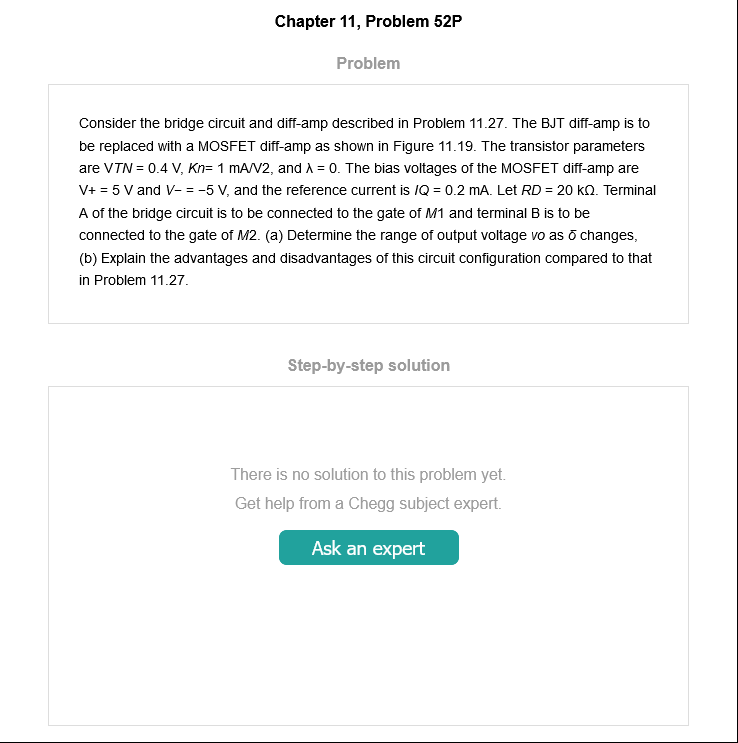 Chapter 11, Problem 52P
Problem
Consider the bridge circuit and diff-amp described in Problem 11.27. The BJT diff-amp is to
be replaced with a MOSFET diff-amp as shown in Figure 11.19. The transistor parameters
are VTN = 0.4 V, Kn= 1 mA/V2, and λ = 0. The bias voltages of the MOSFET diff-amp are
V+ = 5 V and V− = −5 V, and the reference current is IQ = 0.2 mA. Let RD = 20 kΩ. Terminal
A of the bridge circuit is to be connected to the gate of M1 and terminal B is to be
connected to the gate of M2. (a) Determine the range of output voltage vo as δ changes,
(b) Explain the advantages and disadvantages of this circuit configuration compared to that
in Problem 11.27.
Step-by-step solution
There is no solution to this problem yet.
Get help from a Chegg subject expert.
Ask an expert